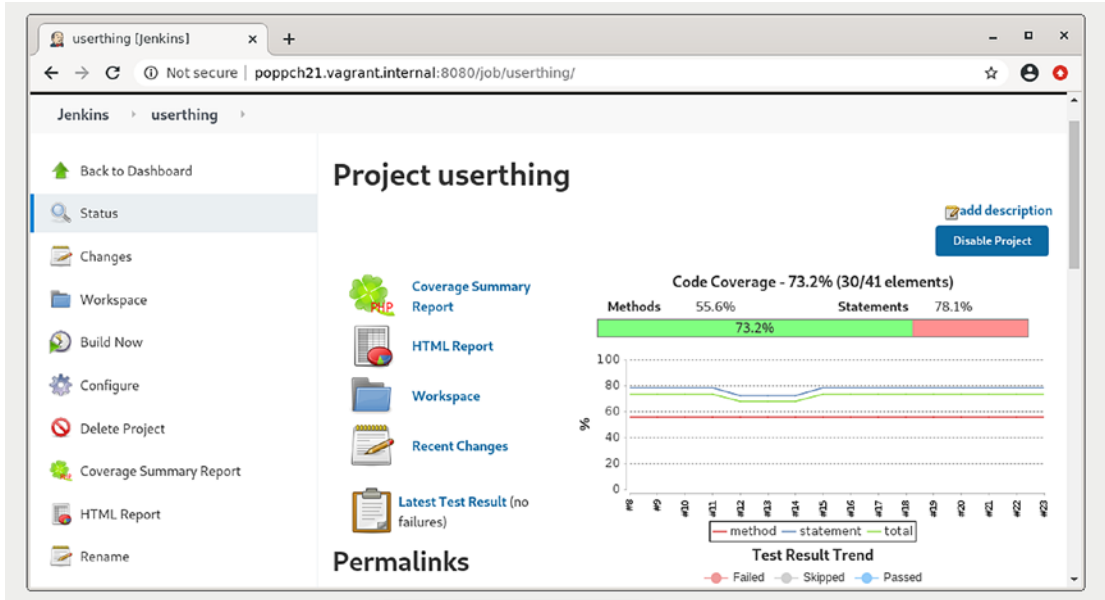 userthing [Jenkins]
Not secure | poppch21.vagrant.internal:8080/job/userthing/
Jenkins userthing
Back to Dashboard
Status
Changes
Workspace
Build Now
Configure
Delete Project
Coverage Summary Report
HTML Report
Rename
Project userthing
add description
Disable Project
PHP
Coverage Summary
Report
HTML Report
Workspace
Recent Changes
Latest Test Result (no
failures)
Permalinks
Code Coverage - 73.2% (30/41 elements)
Methods 55.6% Statements 78.1%
73.2%
100
80
60
40
20
0
%
#8 #9 #10 #11 #12 #13 #14 #15 #16 #17 #18 #19 #20 #21 #22 #23
method statement total
Test Result Trend
Failed Skipped Passed